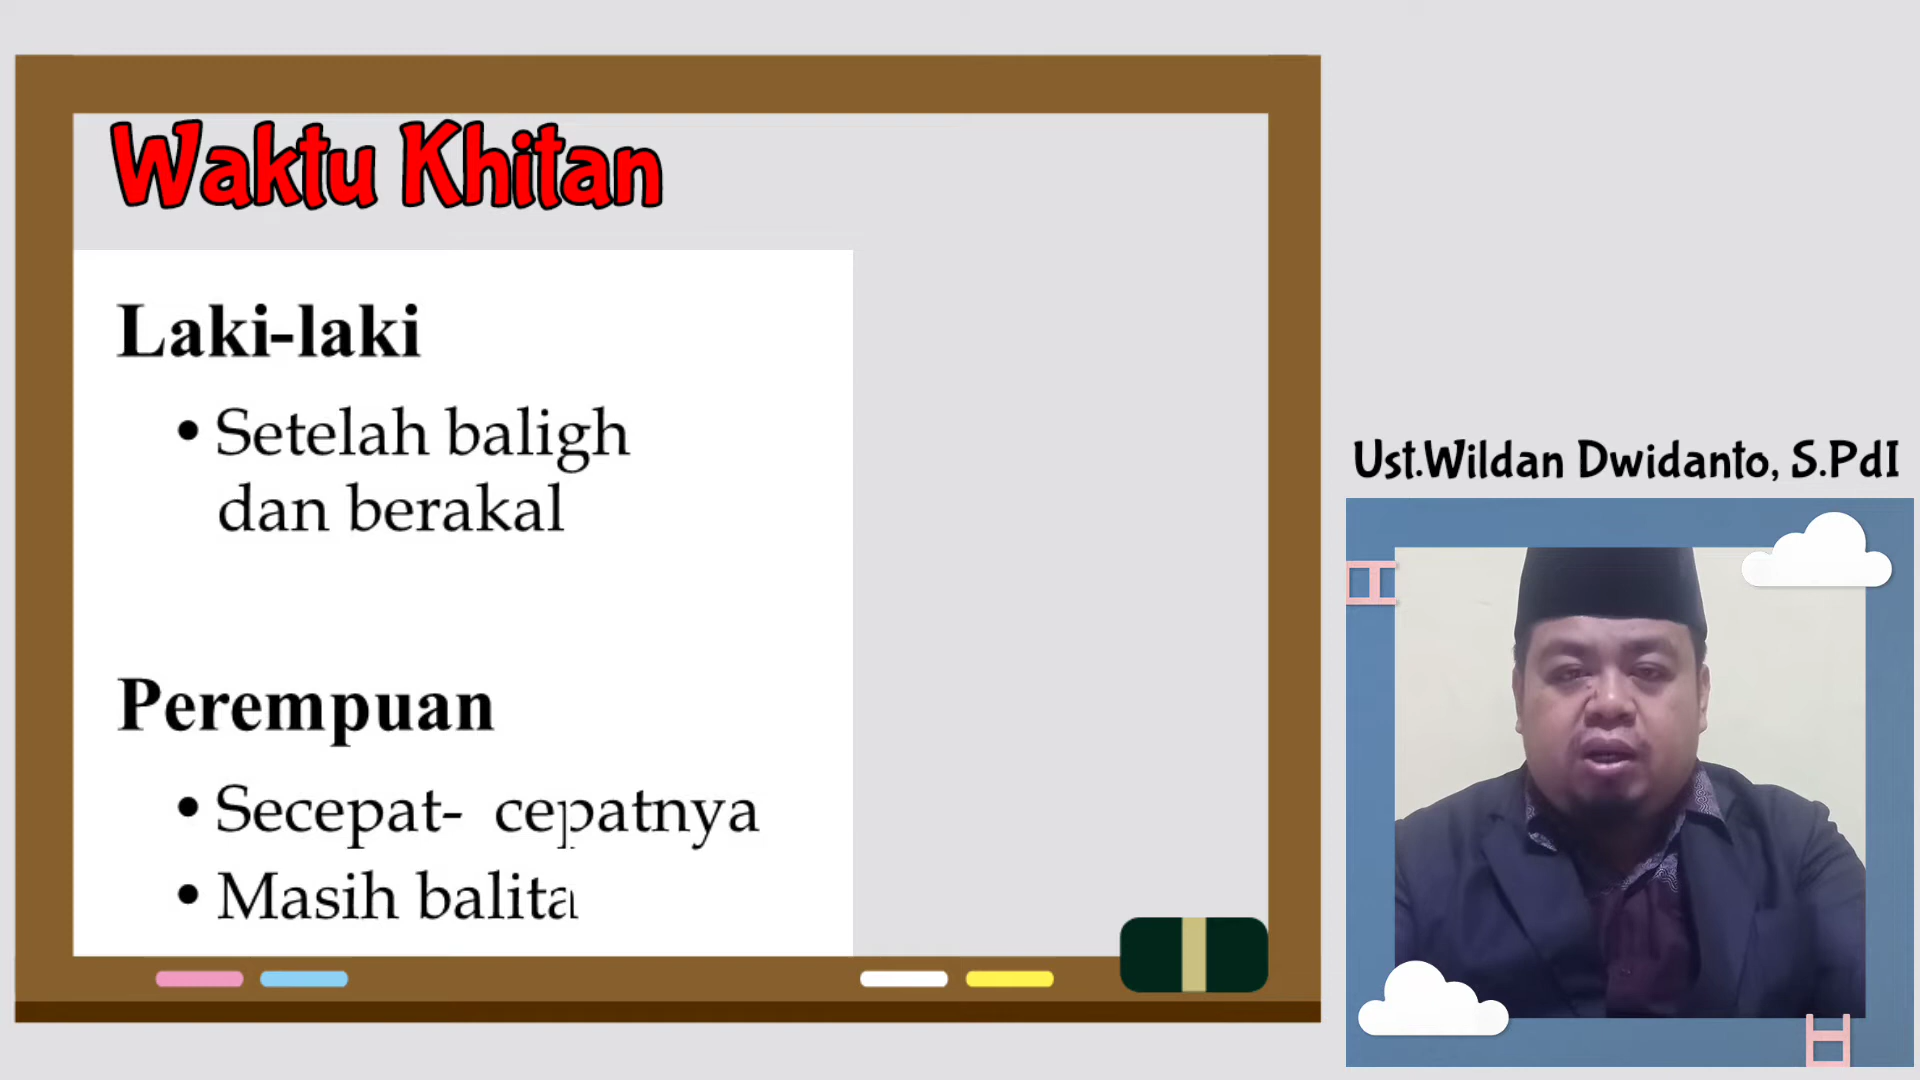 Waktu Khitan
Laki-laki
• Setelah baligh
dan berakal
Perempuan
• Secepat- cepatnya
• Masih balita
Ust.Wildan Dwidanto, S.PdI